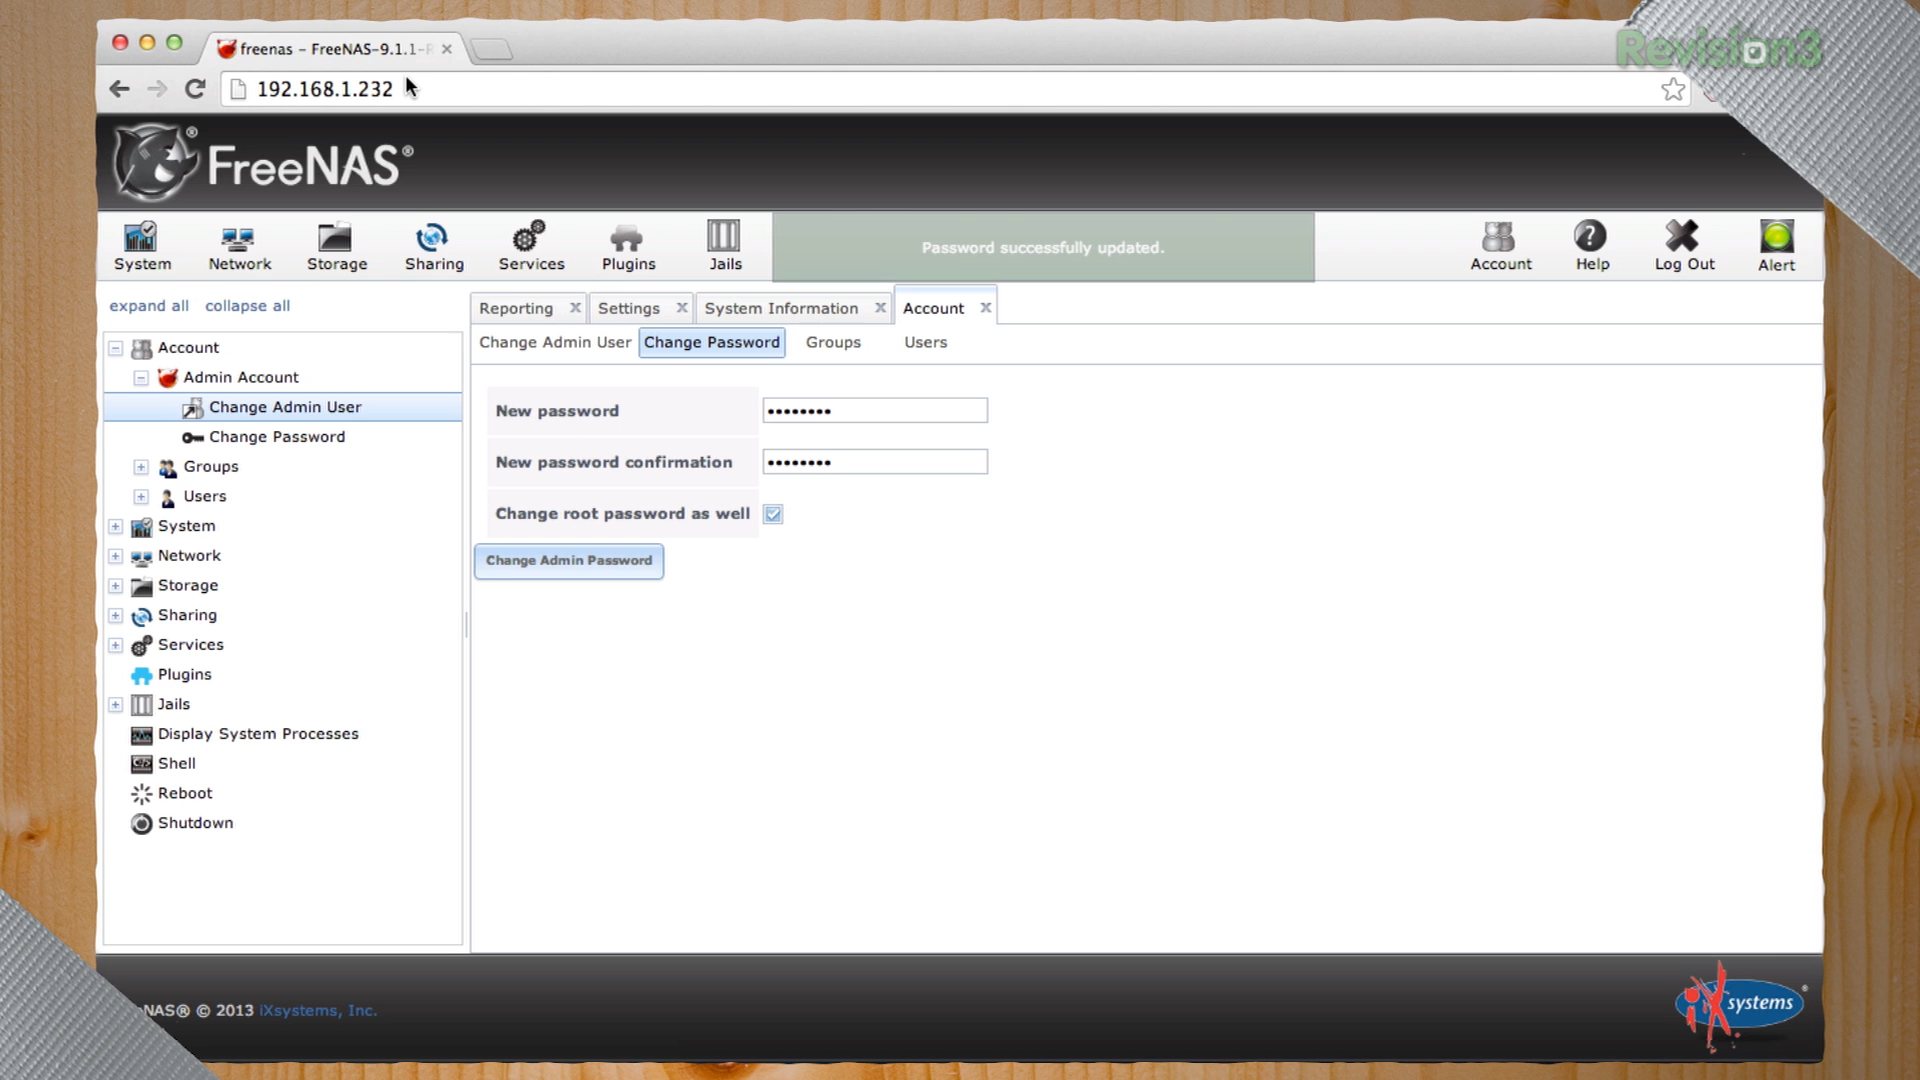 Revision3
freenas - FreeNAS-9.1.1-R
192.168.1.232
FreeNAS®
System Network Storage Sharing Services Plugins Jails
Password successfully updated.
Account Help Log Out Alert
expand all collapse all
Reporting Settings System Information Account
Change Admin User Change Password Groups Users
Account
Admin Account
Change Admin User
Change Password
Groups
Users
System
Network
Storage
Sharing
Services
Plugins
Jails
Display System Processes
Shell
Reboot
Shutdown
New password ••••••••
New password confirmation ••••••••
Change root password as well
Change Admin Password
NAS® © 2013 iXsystems, Inc.
iXsystems®